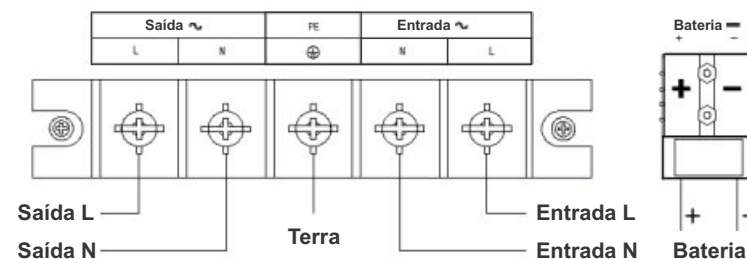 Saída ~ PE Entrada ~
L N ⏚ N L
Bateria ⎓
+ −
+ −
Saída L
Saída N
Terra
Entrada L
Entrada N
+ −
Bateria